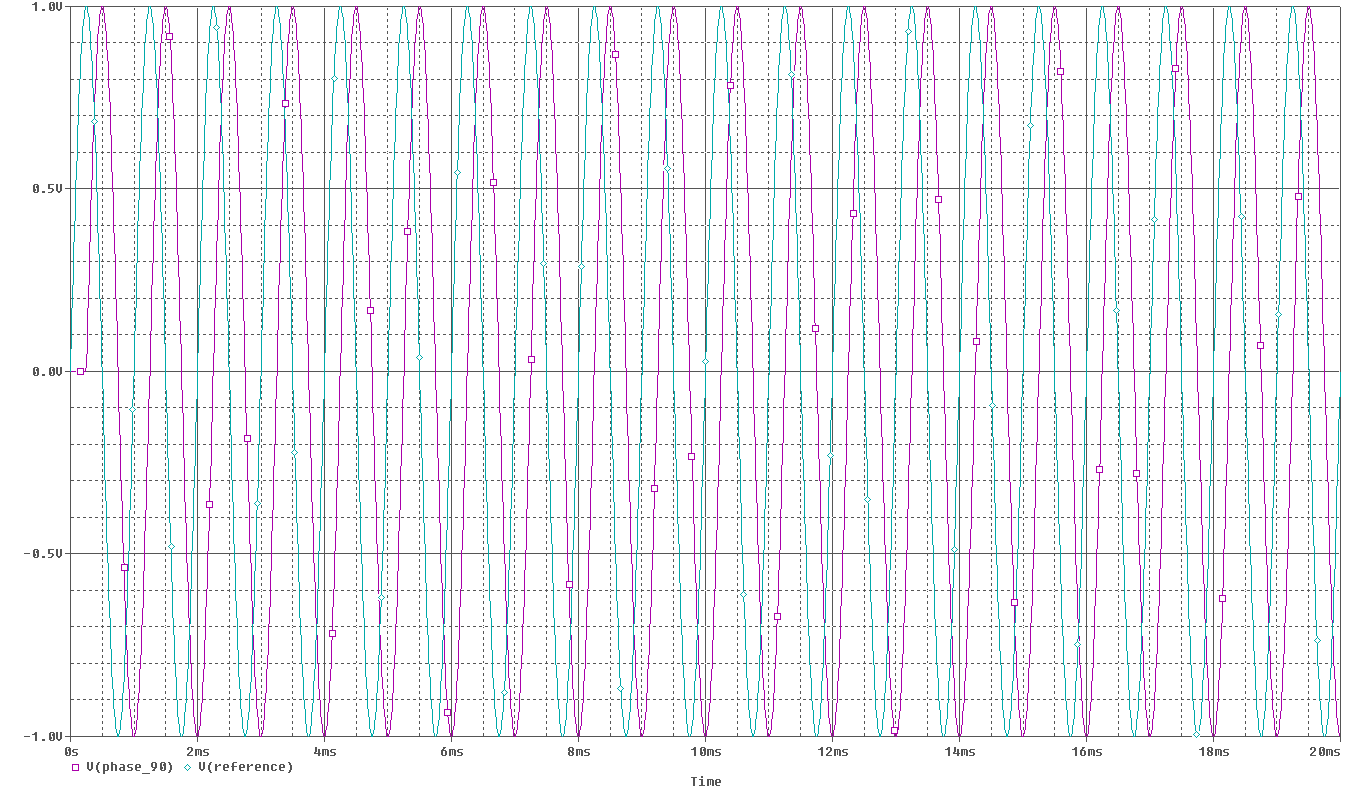 1.0V
0.5V
0.0V
-0.5V
-1.0V
0s 2ms 4ms 6ms 8ms 10ms 12ms 14ms 16ms 18ms 20ms
V(phase_90) V(reference)
Time